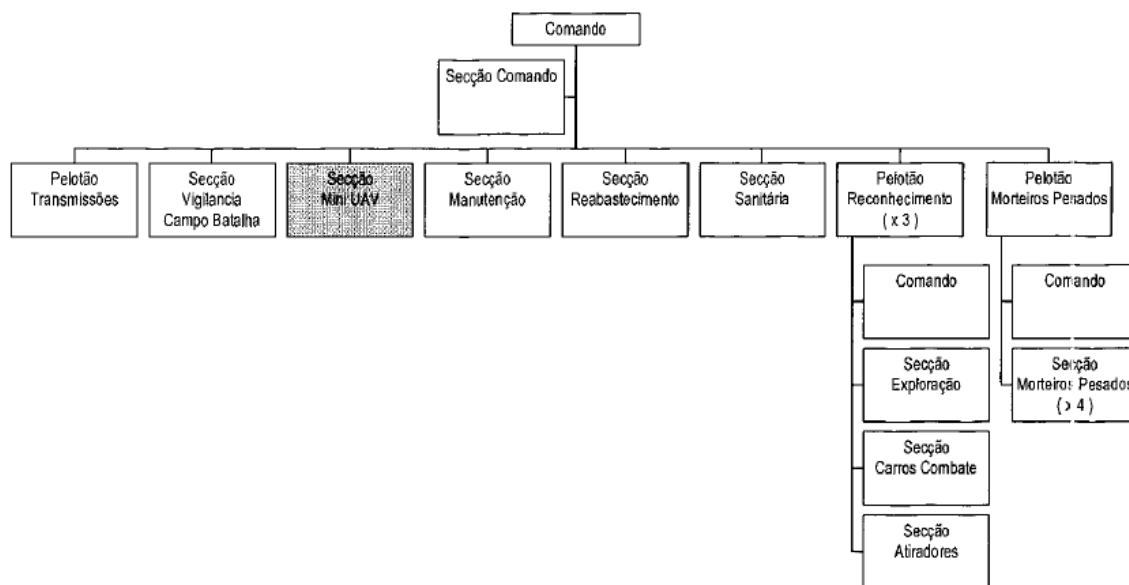 Comando
Secção Comando
Pelotão
Transmissões
Secção
Vigilancia
Campo Batalha
Secção
Mini UAV
Secção
Manutenção
Secção
Reabastecimento
Secção
Sanitária
Pelotão
Reconhecimento
( x 3 )
Pelotão
Morteiros Pesados
Comando
Secção
Exploração
Secção
Carros Combate
Secção
Atiradores
Comando
Secção
Morteiros Pesados
( x 4 )